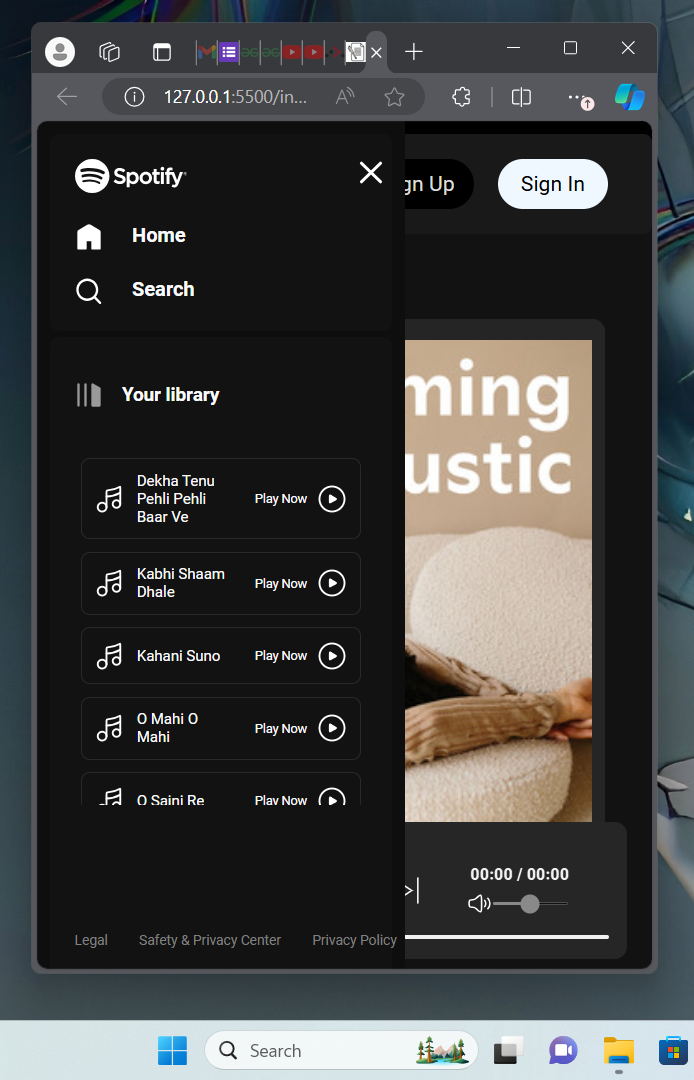 127.0.0.1:5500/in...
Spotify
Home
Search
gn Up
Sign In
Your library
ming
ustic
Dekha Tenu
Pehli Pehli
Baar Ve
Play Now
Kabhi Shaam
Dhale
Play Now
Kahani Suno
Play Now
O Mahi O
Mahi
Play Now
O Saini Re
Play Now
00:00 / 00:00
Legal
Safety & Privacy Center
Privacy Policy
Search